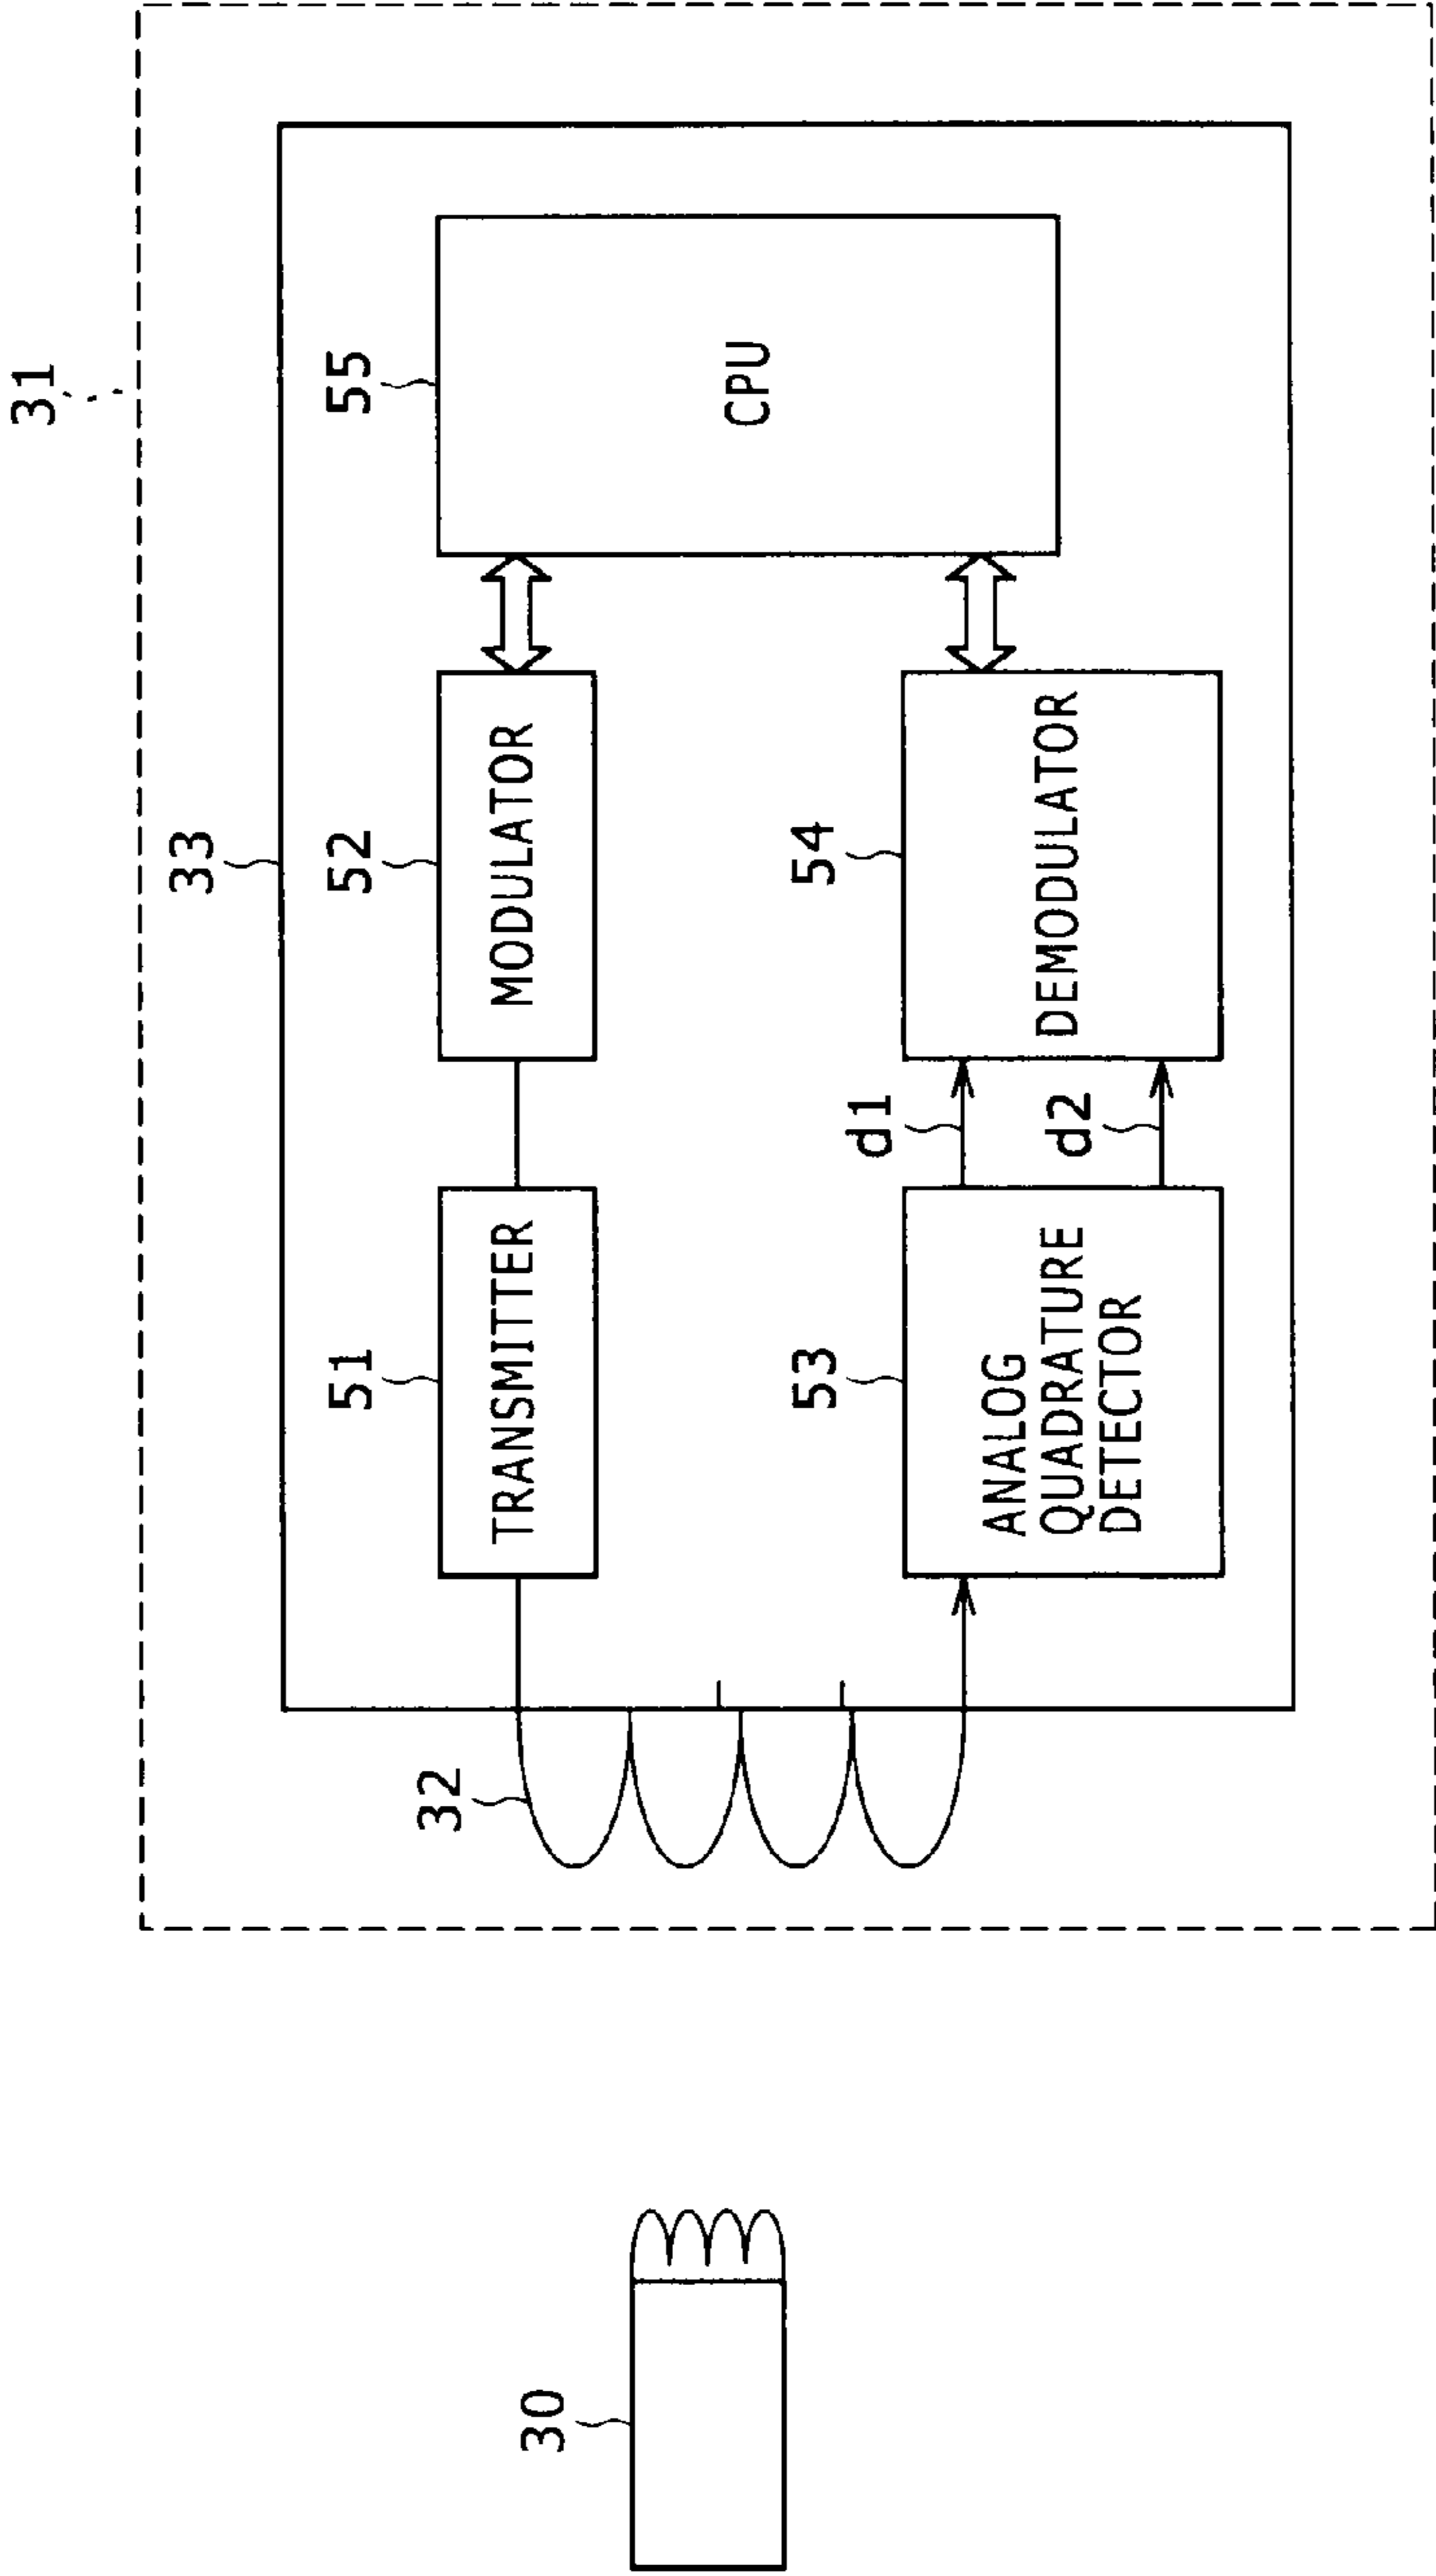 31
33
55
CPU
52
MODULATOR
54
DEMODULATOR
d1
d2
51
TRANSMITTER
53
ANALOG
QUADRATURE
DETECTOR
32
30